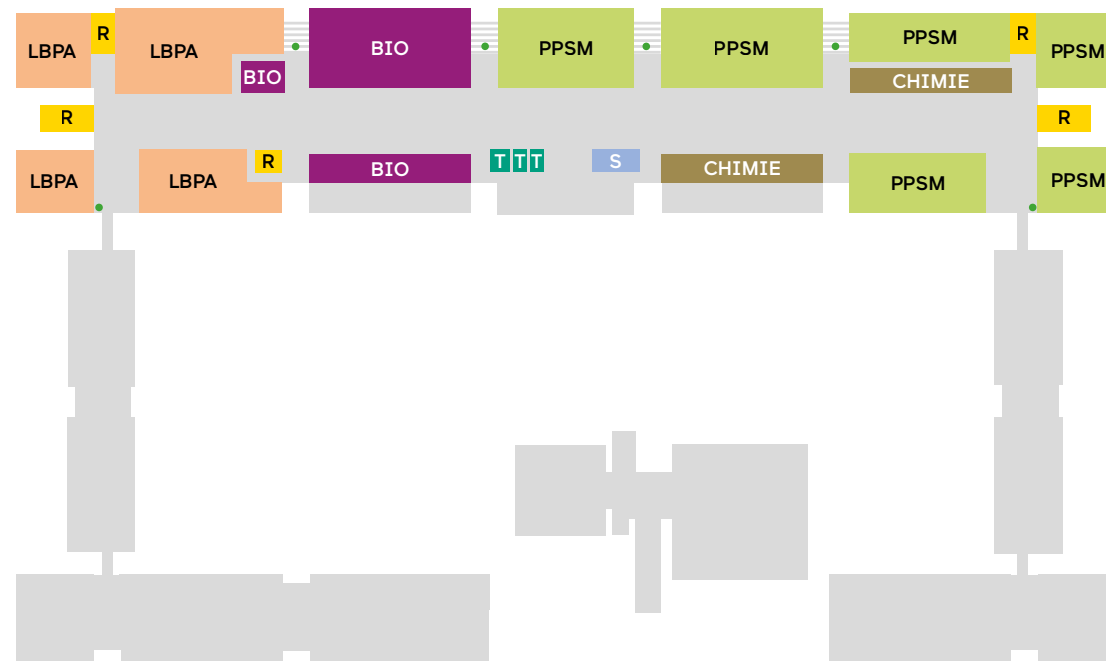 LBPA
R
LBPA
BIO
BIO
PPSM
PPSM
PPSM
CHIMIE
R
PPSM
R
R
LBPA
LBPA
R
BIO
T
T
T
S
CHIMIE
PPSM
PPSM